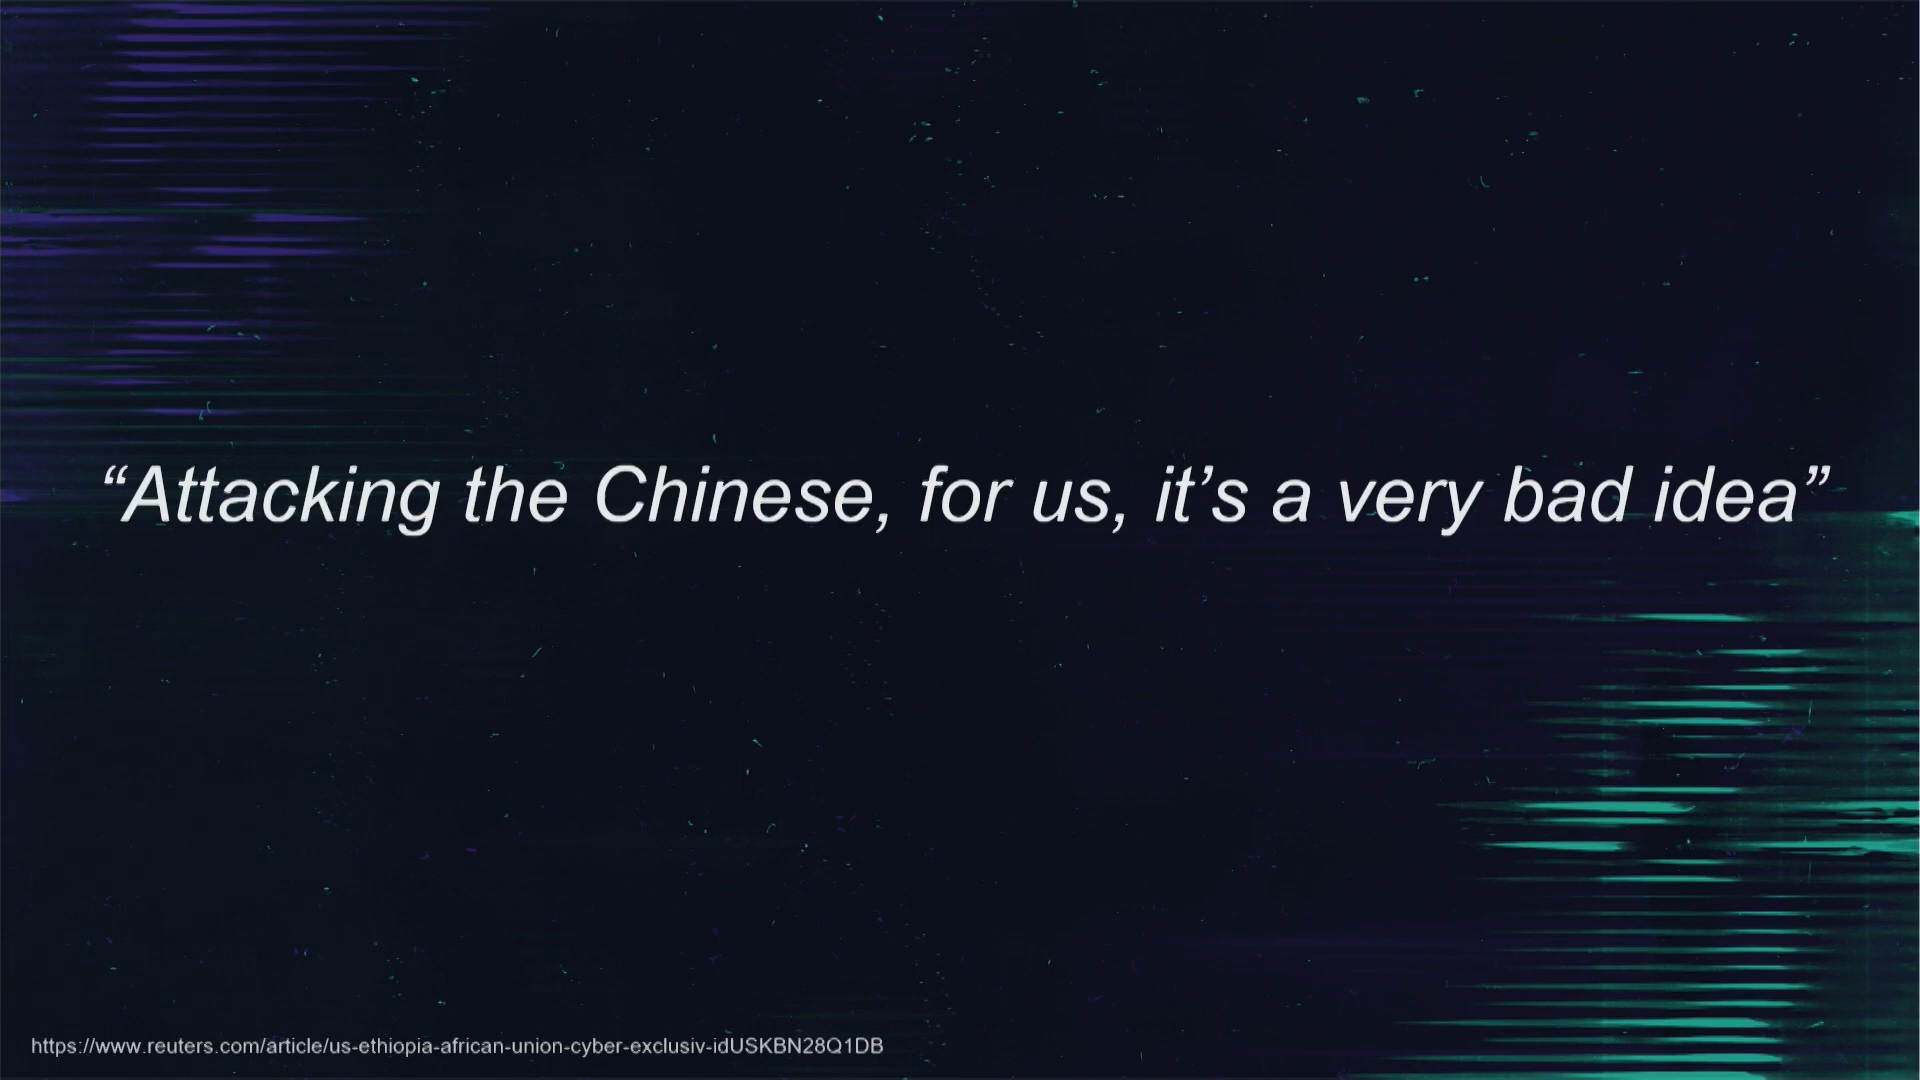 “Attacking the Chinese, for us, it’s a very bad idea”
https://www.reuters.com/article/us-ethiopia-african-union-cyber-exclusiv-idUSKBN28Q1DB